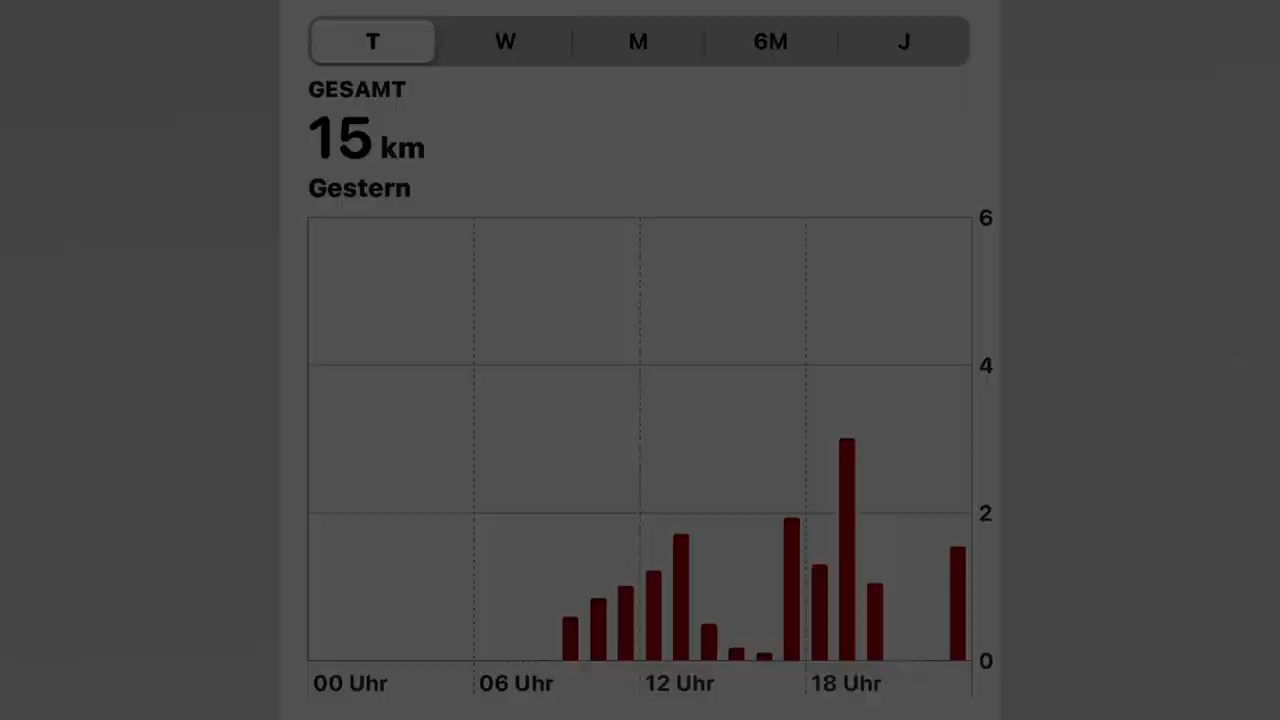 T W M 6M J
GESAMT
15 km
Gestern
6
4
2
0
00 Uhr 06 Uhr 12 Uhr 18 Uhr